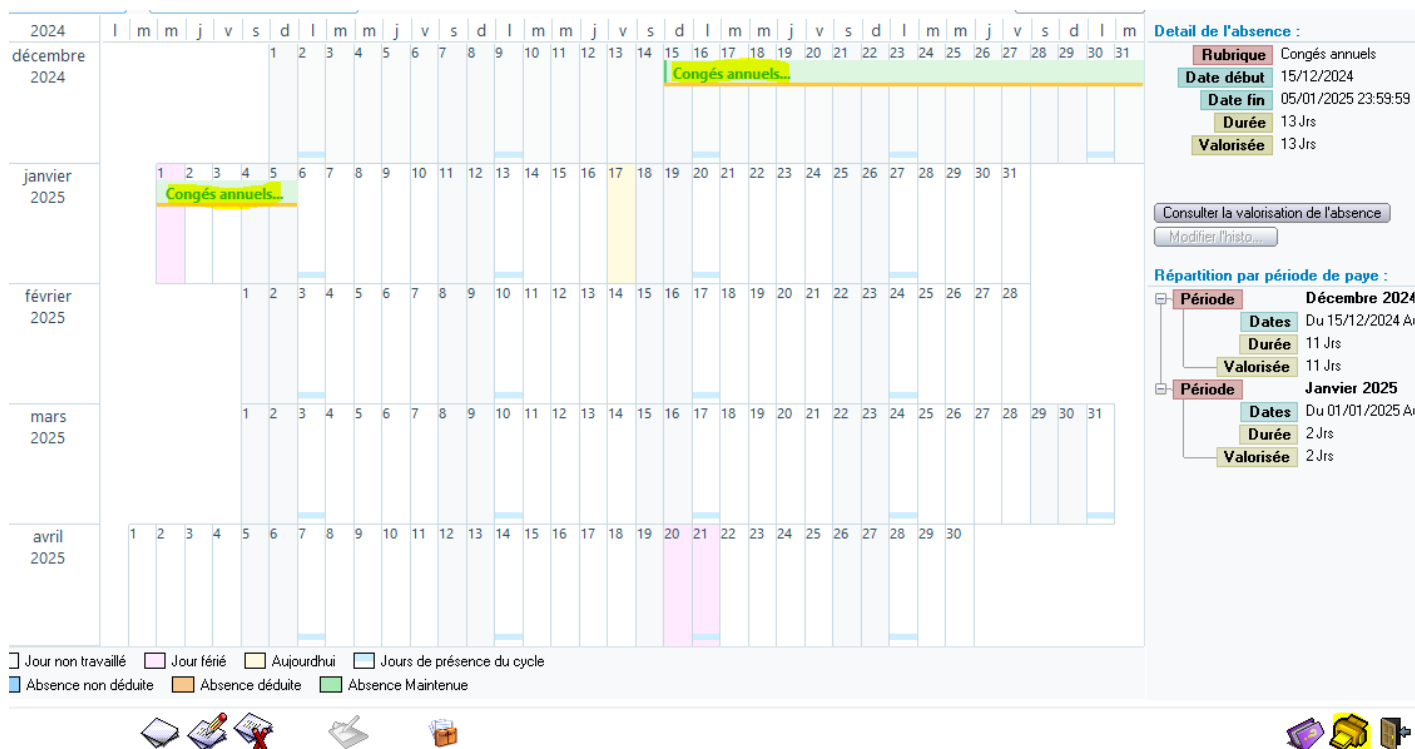 2024 l m m j v s d l m m j v s d l m m j v s d l m m j v s d l m m j v s d l m
décembre 2024
1 2 3 4 5 6 7 8 9 10 11 12 13 14 15 16 17 18 19 20 21 22 23 24 25 26 27 28 29 30 31
Congés annuels...
janvier 2025
1 2 3 4 5 6 7 8 9 10 11 12 13 14 15 16 17 18 19 20 21 22 23 24 25 26 27 28 29 30 31
Congés annuels...
février 2025
1 2 3 4 5 6 7 8 9 10 11 12 13 14 15 16 17 18 19 20 21 22 23 24 25 26 27 28
mars 2025
1 2 3 4 5 6 7 8 9 10 11 12 13 14 15 16 17 18 19 20 21 22 23 24 25 26 27 28 29 30 31
avril 2025
1 2 3 4 5 6 7 8 9 10 11 12 13 14 15 16 17 18 19 20 21 22 23 24 25 26 27 28 29 30
Jour non travaillé Jour férié Aujourdhui Jours de présence du cycle
Absence non déduite Absence déduite Absence Maintenue
Detail de l'absence :
Rubrique Congés annuels
Date début 15/12/2024
Date fin 05/01/2025 23:59:59
Durée 13 Jrs
Valorisée 13 Jrs
Consulter la valorisation de l'absence
Modifier l'histo...
Répartition par période de paye :
Période Décembre 2024
Dates Du 15/12/2024
Durée 11 Jrs
Valorisée 11 Jrs
Période Janvier 2025
Dates Du 01/01/2025
Durée 2 Jrs
Valorisée 2 Jrs